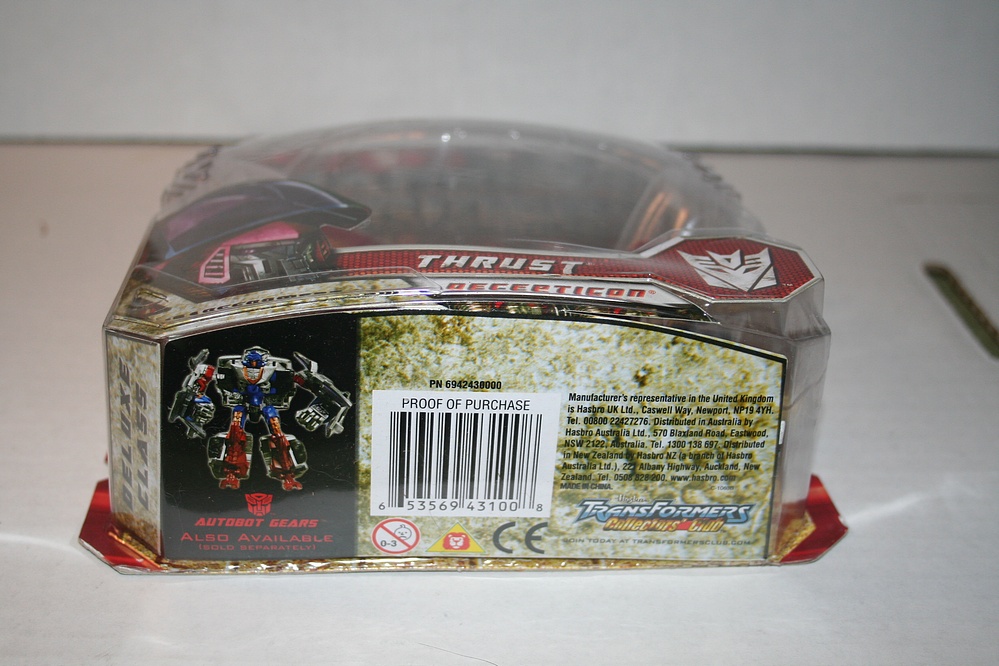 THRUST
DECEPTICON
PN 6942430000
PROOF OF PURCHASE
6 53569 43100 8
Manufacturer's representative in the United Kingdom
is Hasbro UK Ltd., Caswell Way, Newport, NP19 4YH.
Tel. 00800 22427276. Distributed in Australia by
Hasbro Australia Ltd., 570 Blaxland Road, Eastwood,
NSW 2122, Australia. Tel. 1300 138 697. Distributed
in New Zealand by Hasbro NZ (a branch of Hasbro
Australia Ltd.), 221 Albany Highway, Auckland, New
Zealand. Tel. 0508 828 200. www.hasbro.com
MADE IN CHINA.
AUTOBOT GEARS
ALSO AVAILABLE
(SOLD SEPARATELY)
0-3
CE
TRANSFORMERS
COLLECTORS' CLUB
JOIN TODAY AT TRANSFORMERSCLUB.COM